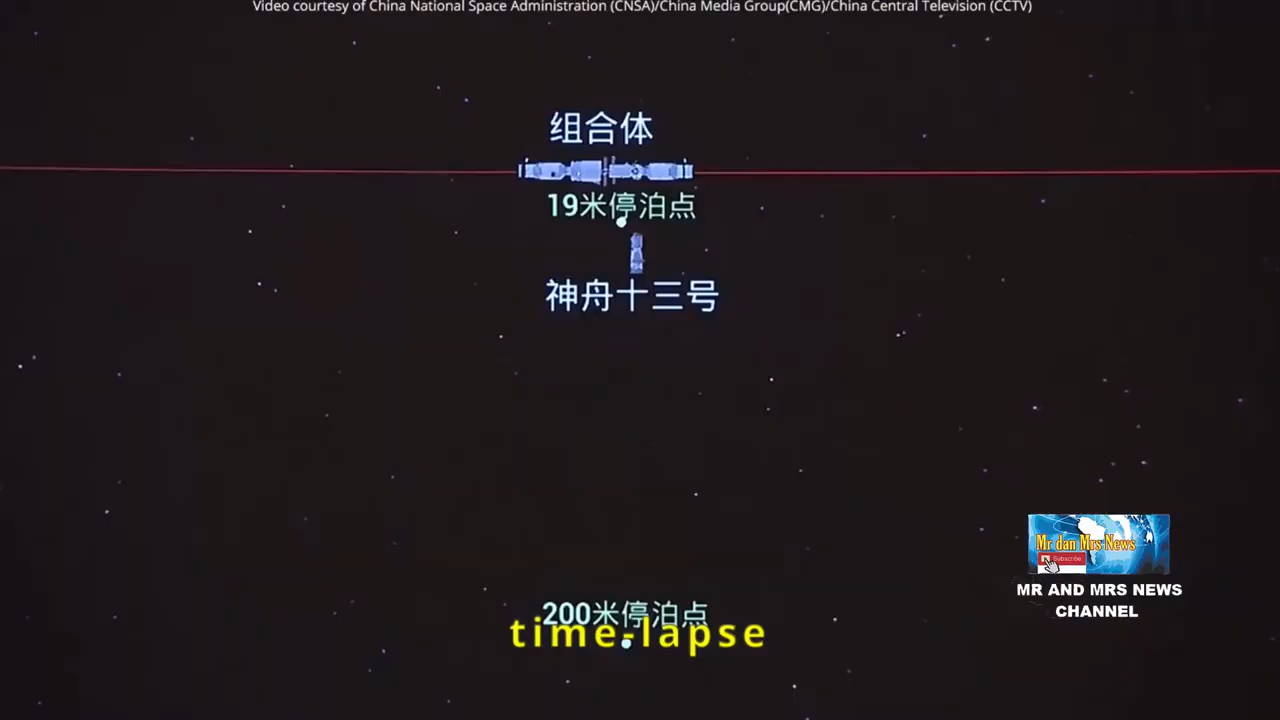 Video courtesy of China National Space Administration (CNSA)/China Media Group(CMG)/China Central Television (CCTV)
组合体
19米停泊点
神舟十三号
Mr dan Mrs News
Subscribe
MR AND MRS NEWS
CHANNEL
200米停泊点
time-lapse